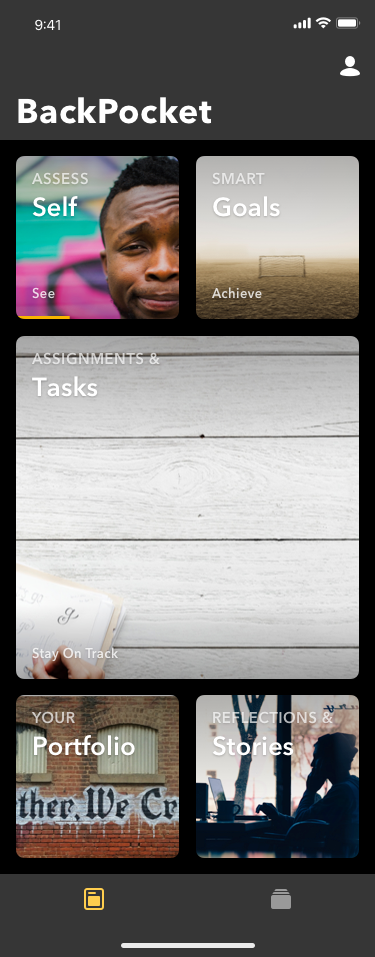 9:41
BackPocket
ASSESS
Self
See
SMART
Goals
Achieve
ASSIGNMENTS &
Tasks
Stay On Track
YOUR
Portfolio
ther, We Cr
REFLECTIONS &
Stories